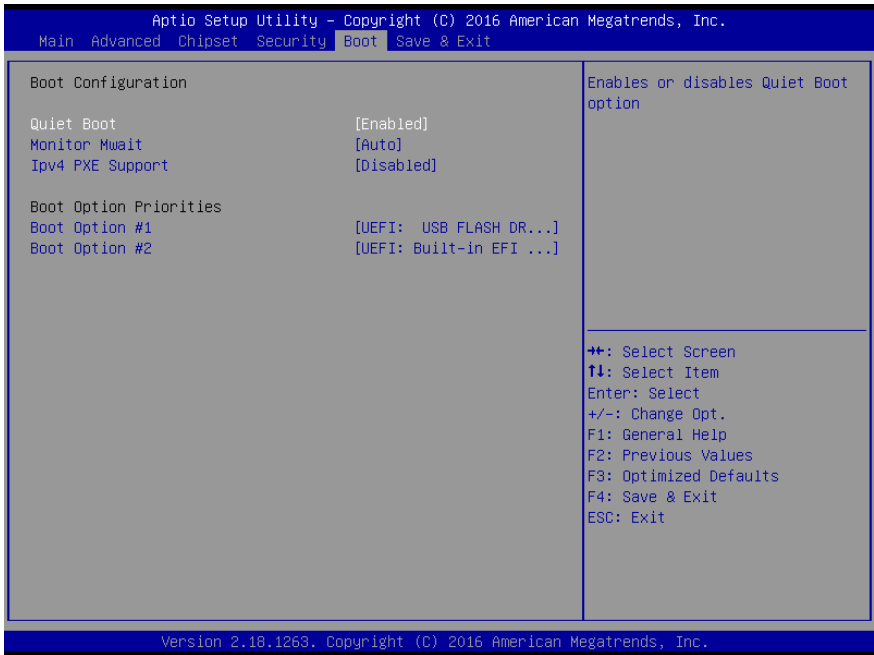 Aptio Setup Utility – Copyright (C) 2016 American Megatrends, Inc.
Main Advanced Chipset Security Boot Save & Exit
Boot Configuration
Quiet Boot [Enabled]
Monitor Mwait [Auto]
Ipv4 PXE Support [Disabled]
Boot Option Priorities
Boot Option #1 [UEFI: USB FLASH DR...]
Boot Option #2 [UEFI: Built-in EFI ...]
Enables or disables Quiet Boot
option
→←: Select Screen
↑↓: Select Item
Enter: Select
+/-: Change Opt.
F1: General Help
F2: Previous Values
F3: Optimized Defaults
F4: Save & Exit
ESC: Exit
Version 2.18.1263. Copyright (C) 2016 American Megatrends, Inc.